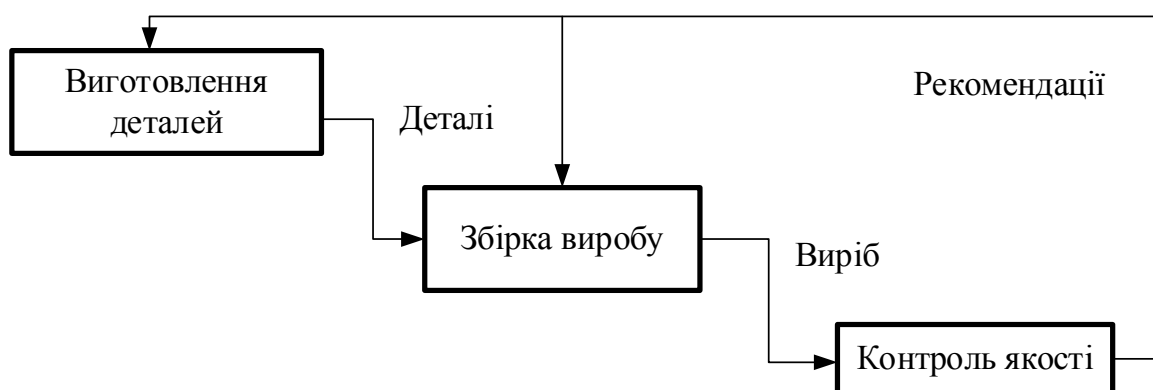 Виготовлення
деталей
Деталі
Рекомендації
Збірка виробу
Виріб
Контроль якості